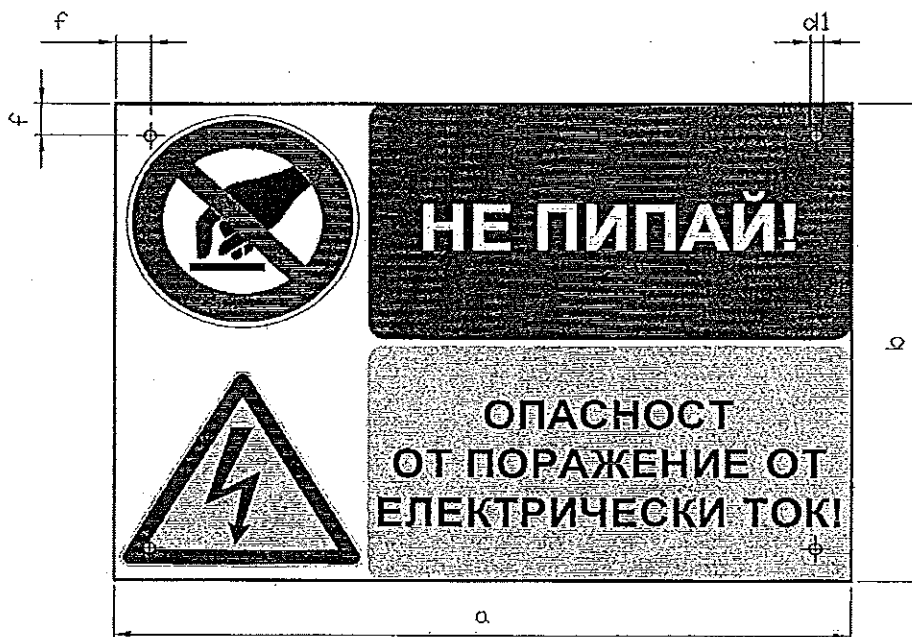 f
d1
f
НЕ ПИПАЙ!
b
ОПАСНОСТ
ОТ ПОРАЖЕНИЕ ОТ
ЕЛЕКТРИЧЕСКИ ТОК!
a